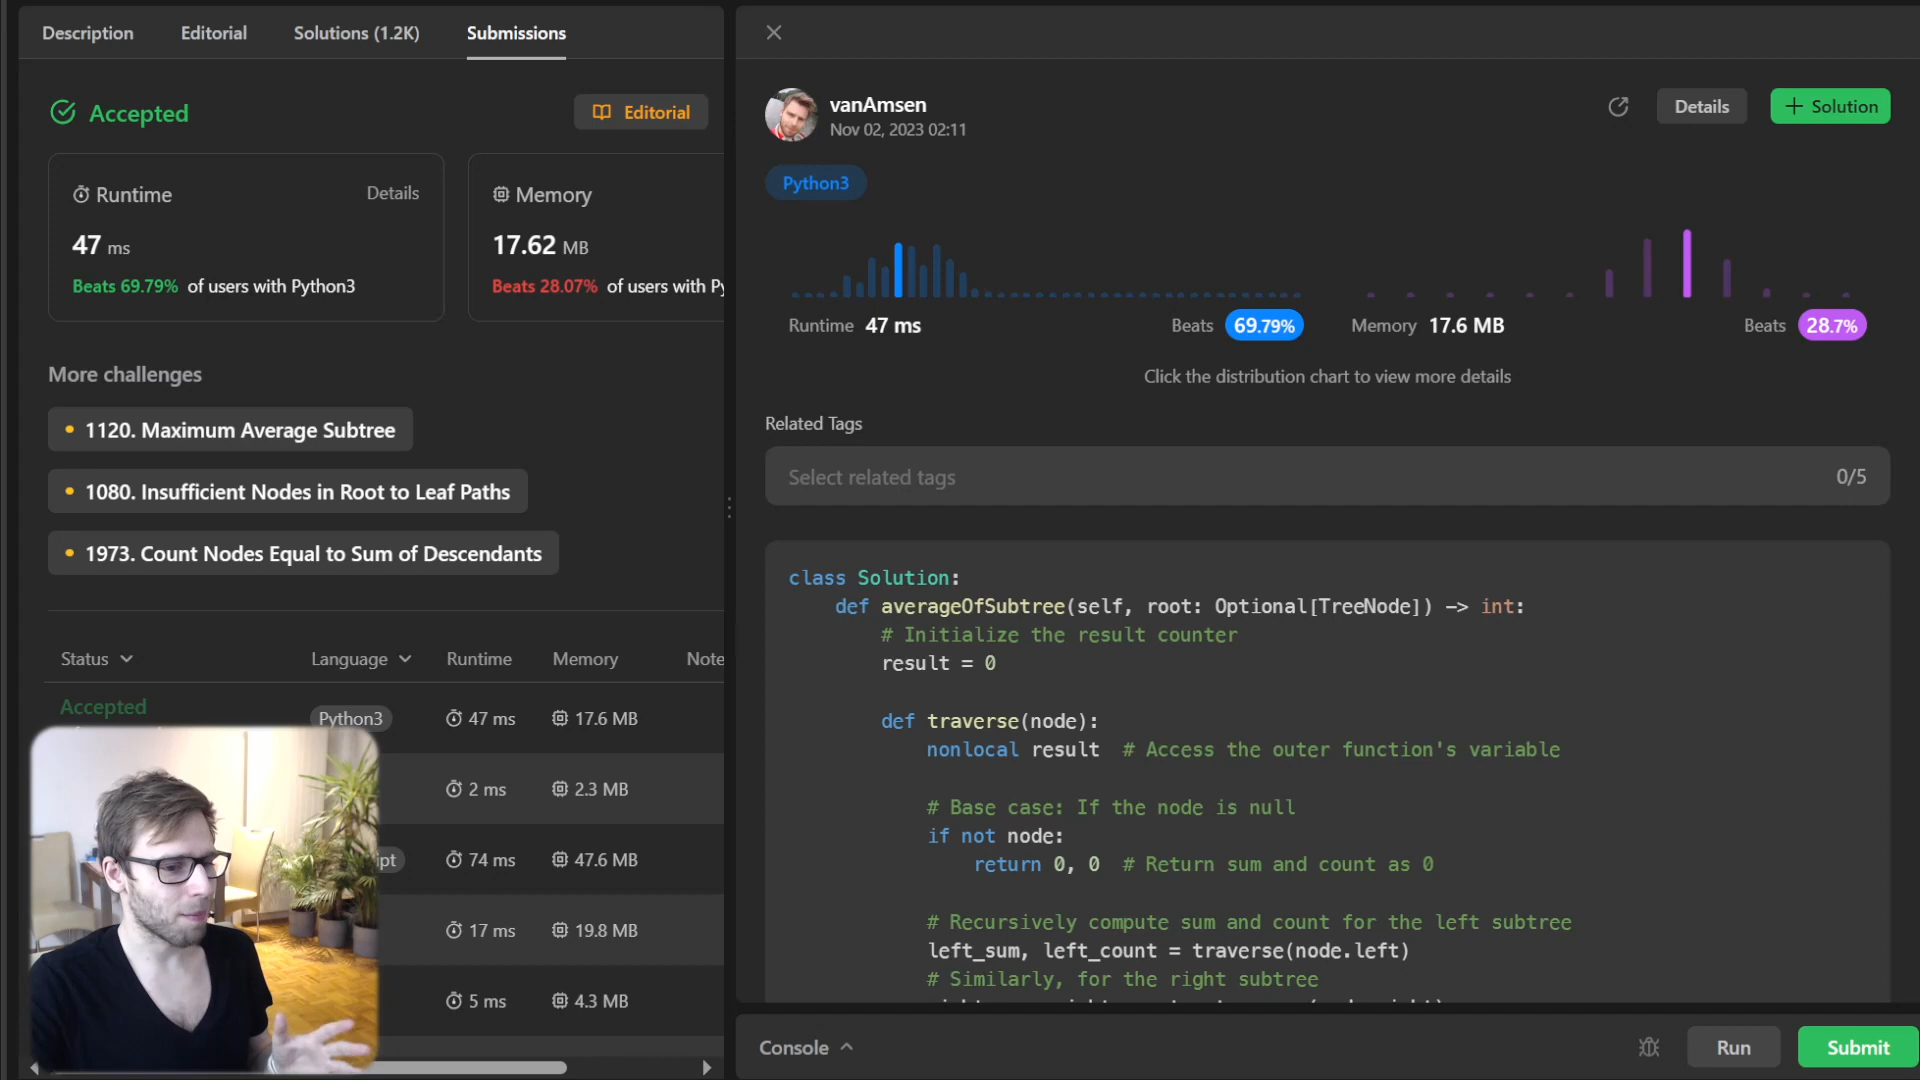 Description
Editorial
Solutions (1.2K)
Submissions
Accepted
Editorial
Runtime
Details
47 ms
Beats 69.79% of users with Python3
Memory
17.62 MB
Beats 28.07% of users with
More challenges
1120. Maximum Average Subtree
1080. Insufficient Nodes in Root to Leaf Paths
1973. Count Nodes Equal to Sum of Descendants
Status Language Runtime Memory Note
Accepted
Python3 47 ms 17.6 MB
2 ms 2.3 MB
ipt 74 ms 47.6 MB
17 ms 19.8 MB
5 ms 4.3 MB
vanAmsen
Nov 02, 2023 02:11
Details
+ Solution
Python3
Runtime 47 ms
Beats 69.79%
Memory 17.6 MB
Beats 28.7%
Click the distribution chart to view more details
Related Tags
Select related tags 0/5
class Solution:
def averageOfSubtree(self, root: Optional[TreeNode]) -> int:
# Initialize the result counter
result = 0
def traverse(node):
nonlocal result # Access the outer function's variable
# Base case: If the node is null
if not node:
return 0, 0 # Return sum and count as 0
# Recursively compute sum and count for the left subtree
left_sum, left_count = traverse(node.left)
# Similarly, for the right subtree
Console
Run
Submit